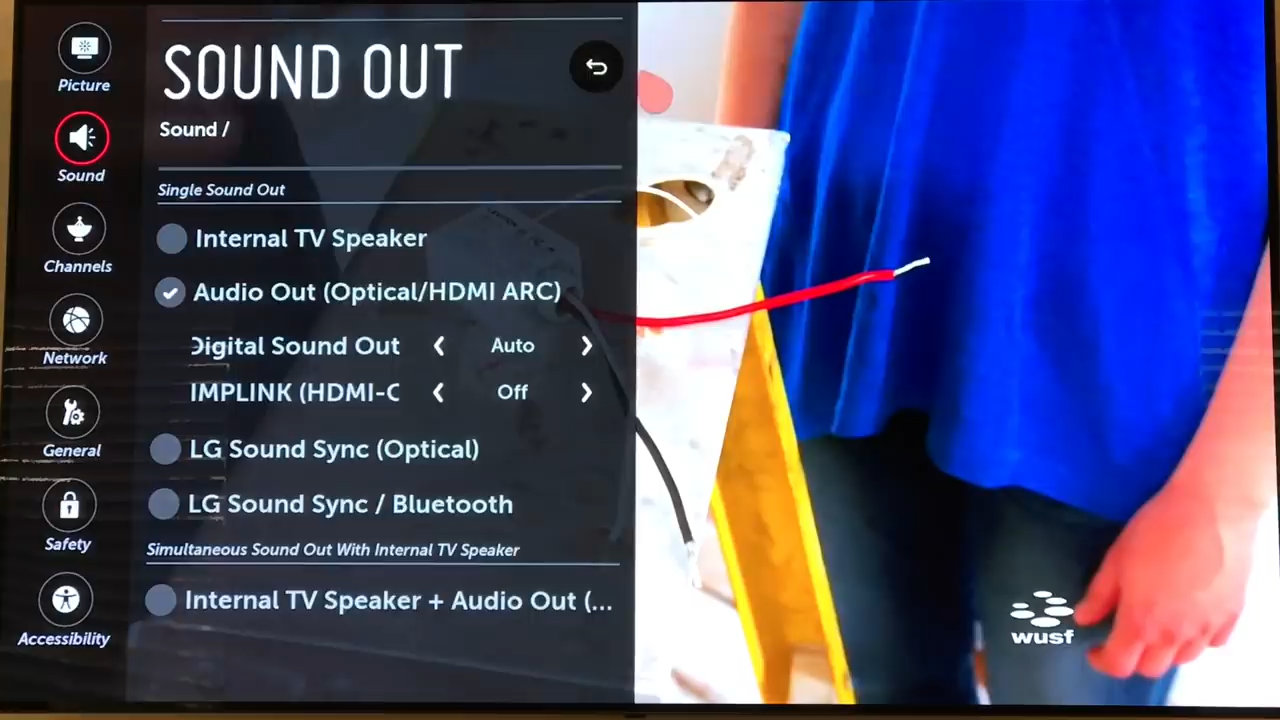 SOUND OUT
Sound /
Single Sound Out
Internal TV Speaker
Audio Out (Optical/HDMI ARC)
Digital Sound Out Auto
IMPLINK (HDMI-C Off
LG Sound Sync (Optical)
LG Sound Sync / Bluetooth
Simultaneous Sound Out With Internal TV Speaker
Internal TV Speaker + Audio Out (...
Picture
Sound
Channels
Network
General
Safety
Accessibility
wusf